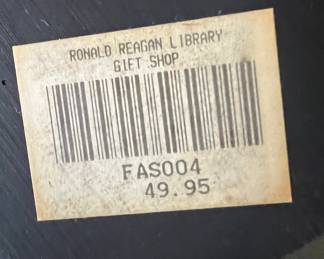 RONALD REAGAN LIBRARY
GIFT SHOP
FAS004
49.95